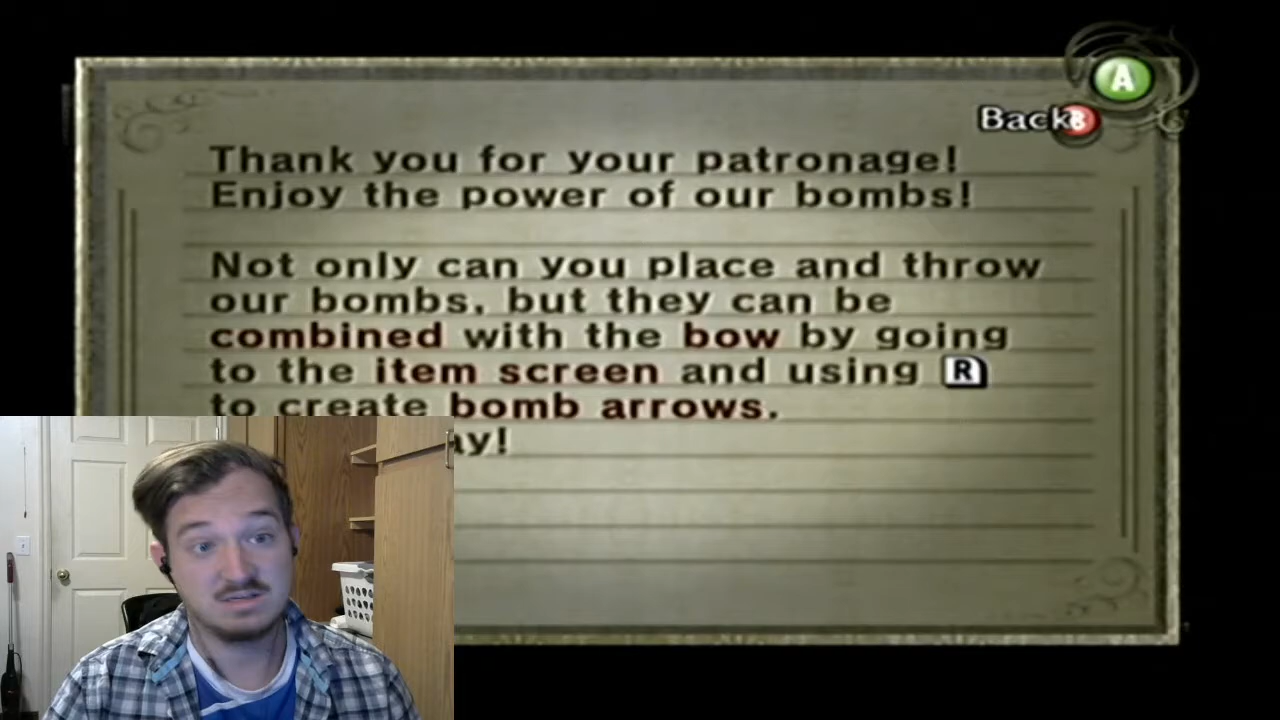 A
Back B
Thank you for your patronage!
Enjoy the power of our bombs!
Not only can you place and throw
our bombs, but they can be
combined with the bow by going
to the item screen and using R
to create bomb arrows.